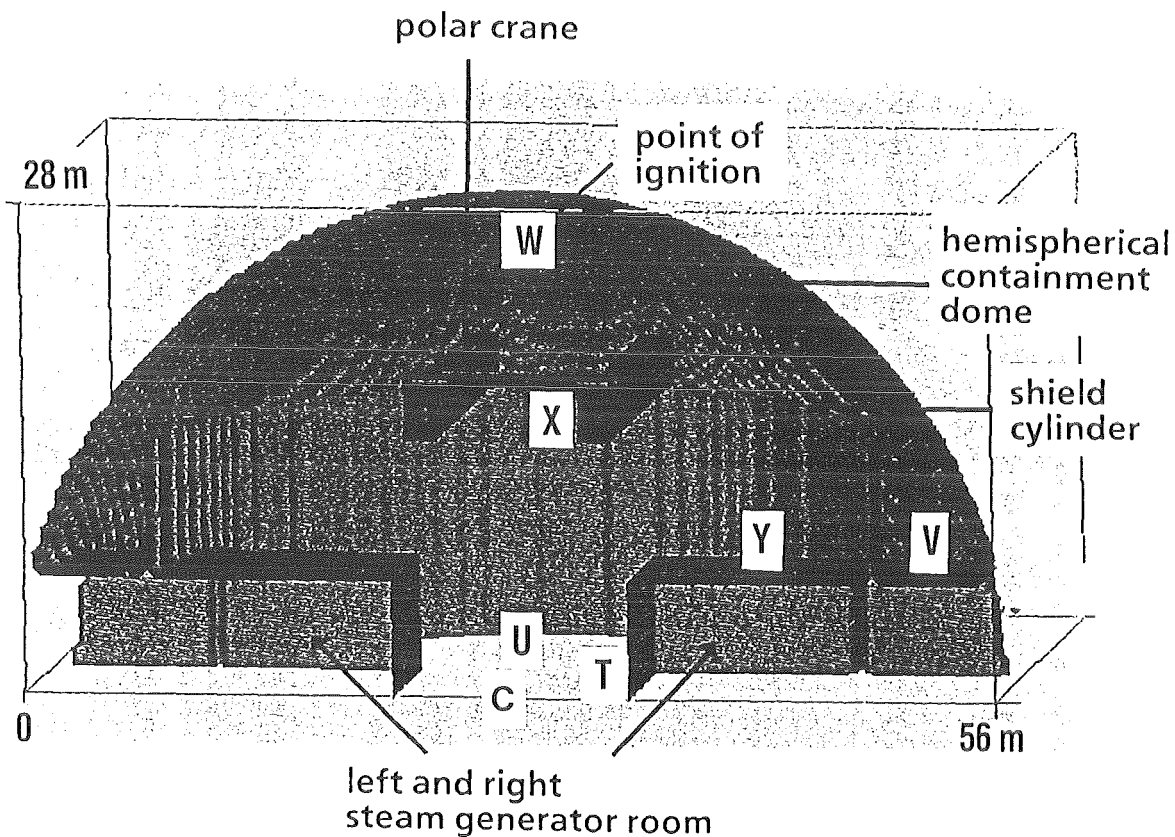 polar crane
point of
ignition
28 m
W
hemispherical
containment
dome
shield
cylinder
X
Y
V
U
T
C
0
56 m
left and right
steam generator room